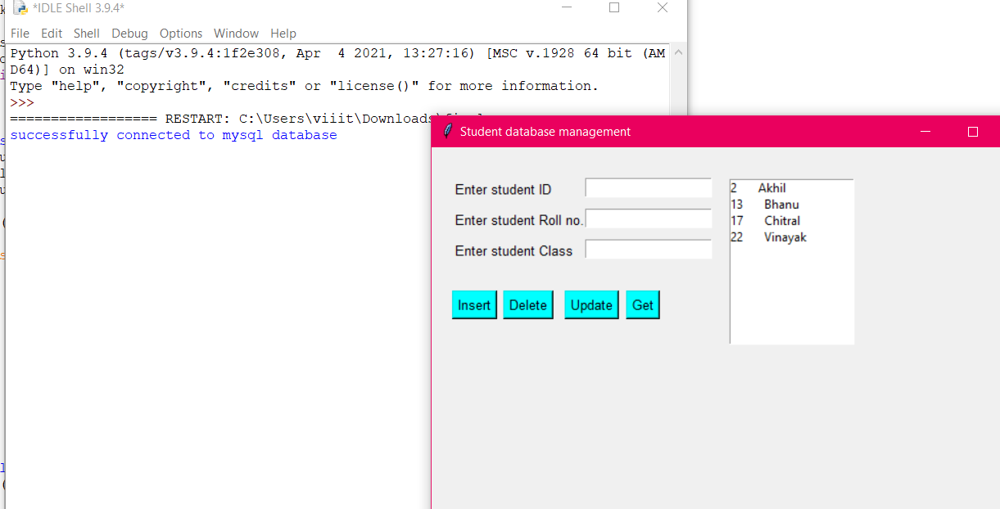 *IDLE Shell 3.9.4*
File Edit Shell Debug Options Window Help
Python 3.9.4 (tags/v3.9.4:1f2e308, Apr  4 2021, 13:27:16) [MSC v.1928 64 bit (AM
D64)] on win32
Type "help", "copyright", "credits" or "license()" for more information.
>>>
================== RESTART: C:\Users\viiit\Downloads\
successfully connected to mysql database
Student database management
Enter student ID
Enter student Roll no.
Enter student Class
Insert Delete Update Get
2 Akhil
13 Bhanu
17 Chitral
22 Vinayak